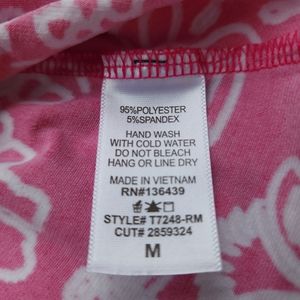 95%POLYESTER
5%SPANDEX
HAND WASH
WITH COLD WATER
DO NOT BLEACH
HANG OR LINE DRY
MADE IN VIETNAM
RN#136439
STYLE# T7248-RM
CUT# 2859324
M